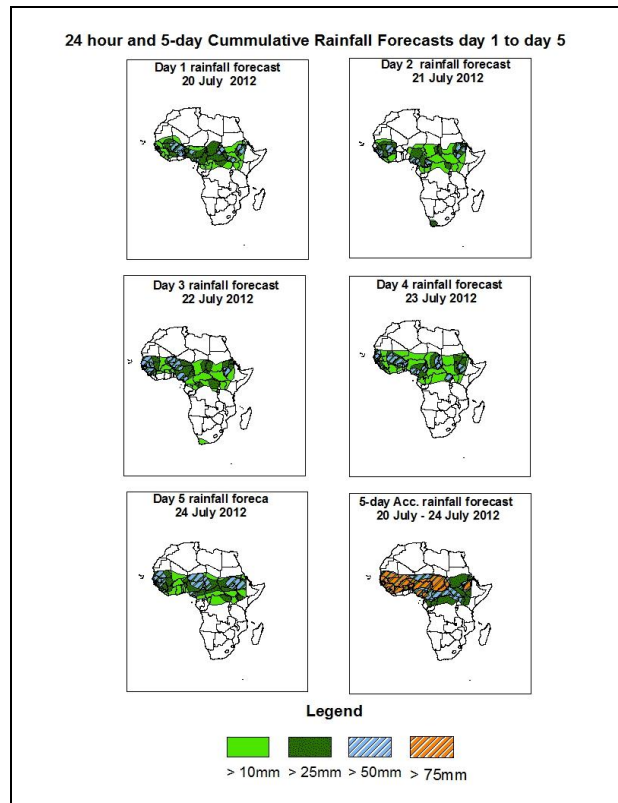 24 hour and 5-day Cummulative Rainfall Forecasts day 1 to day 5
Day 1 rainfall forecast
20 July 2012
Day 2 rainfall forecast
21 July 2012
Day 3 rainfall forecast
22 July 2012
Day 4 rainfall forecast
23 July 2012
Day 5 rainfall foreca
24 July 2012
5-day Acc. rainfall forecast
20 July - 24 July 2012
Legend
> 10mm > 25mm > 50mm > 75mm